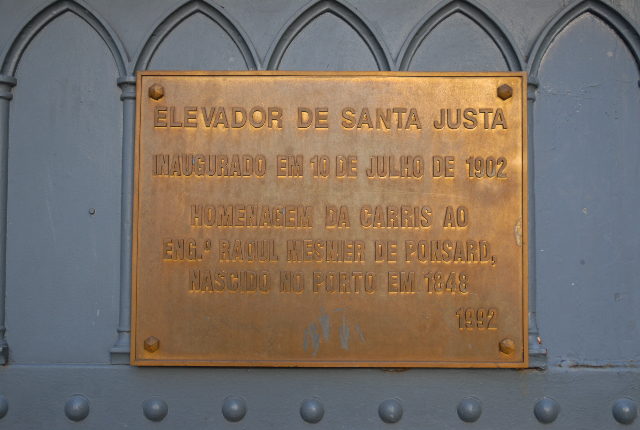 ELEVADOR DE SANTA JUSTA
INAUGURADO EM 10 DE JULHO DE 1902
HOMENAGEM DA CARRIS AO
ENG.º RAOUL MESNIER DE PONSARD,
NASCIDO NO PORTO EM 1848
1992